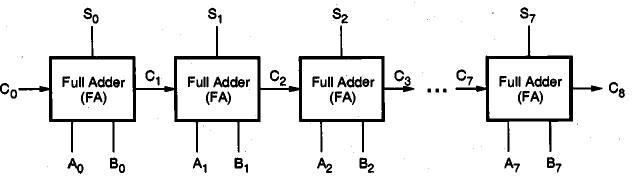 S0 S1 S2 S7
C0 Full Adder (FA) C1 Full Adder (FA) C2 Full Adder (FA) C3 ... C7 Full Adder (FA) C8
A0 B0 A1 B1 A2 B2 A7 B7